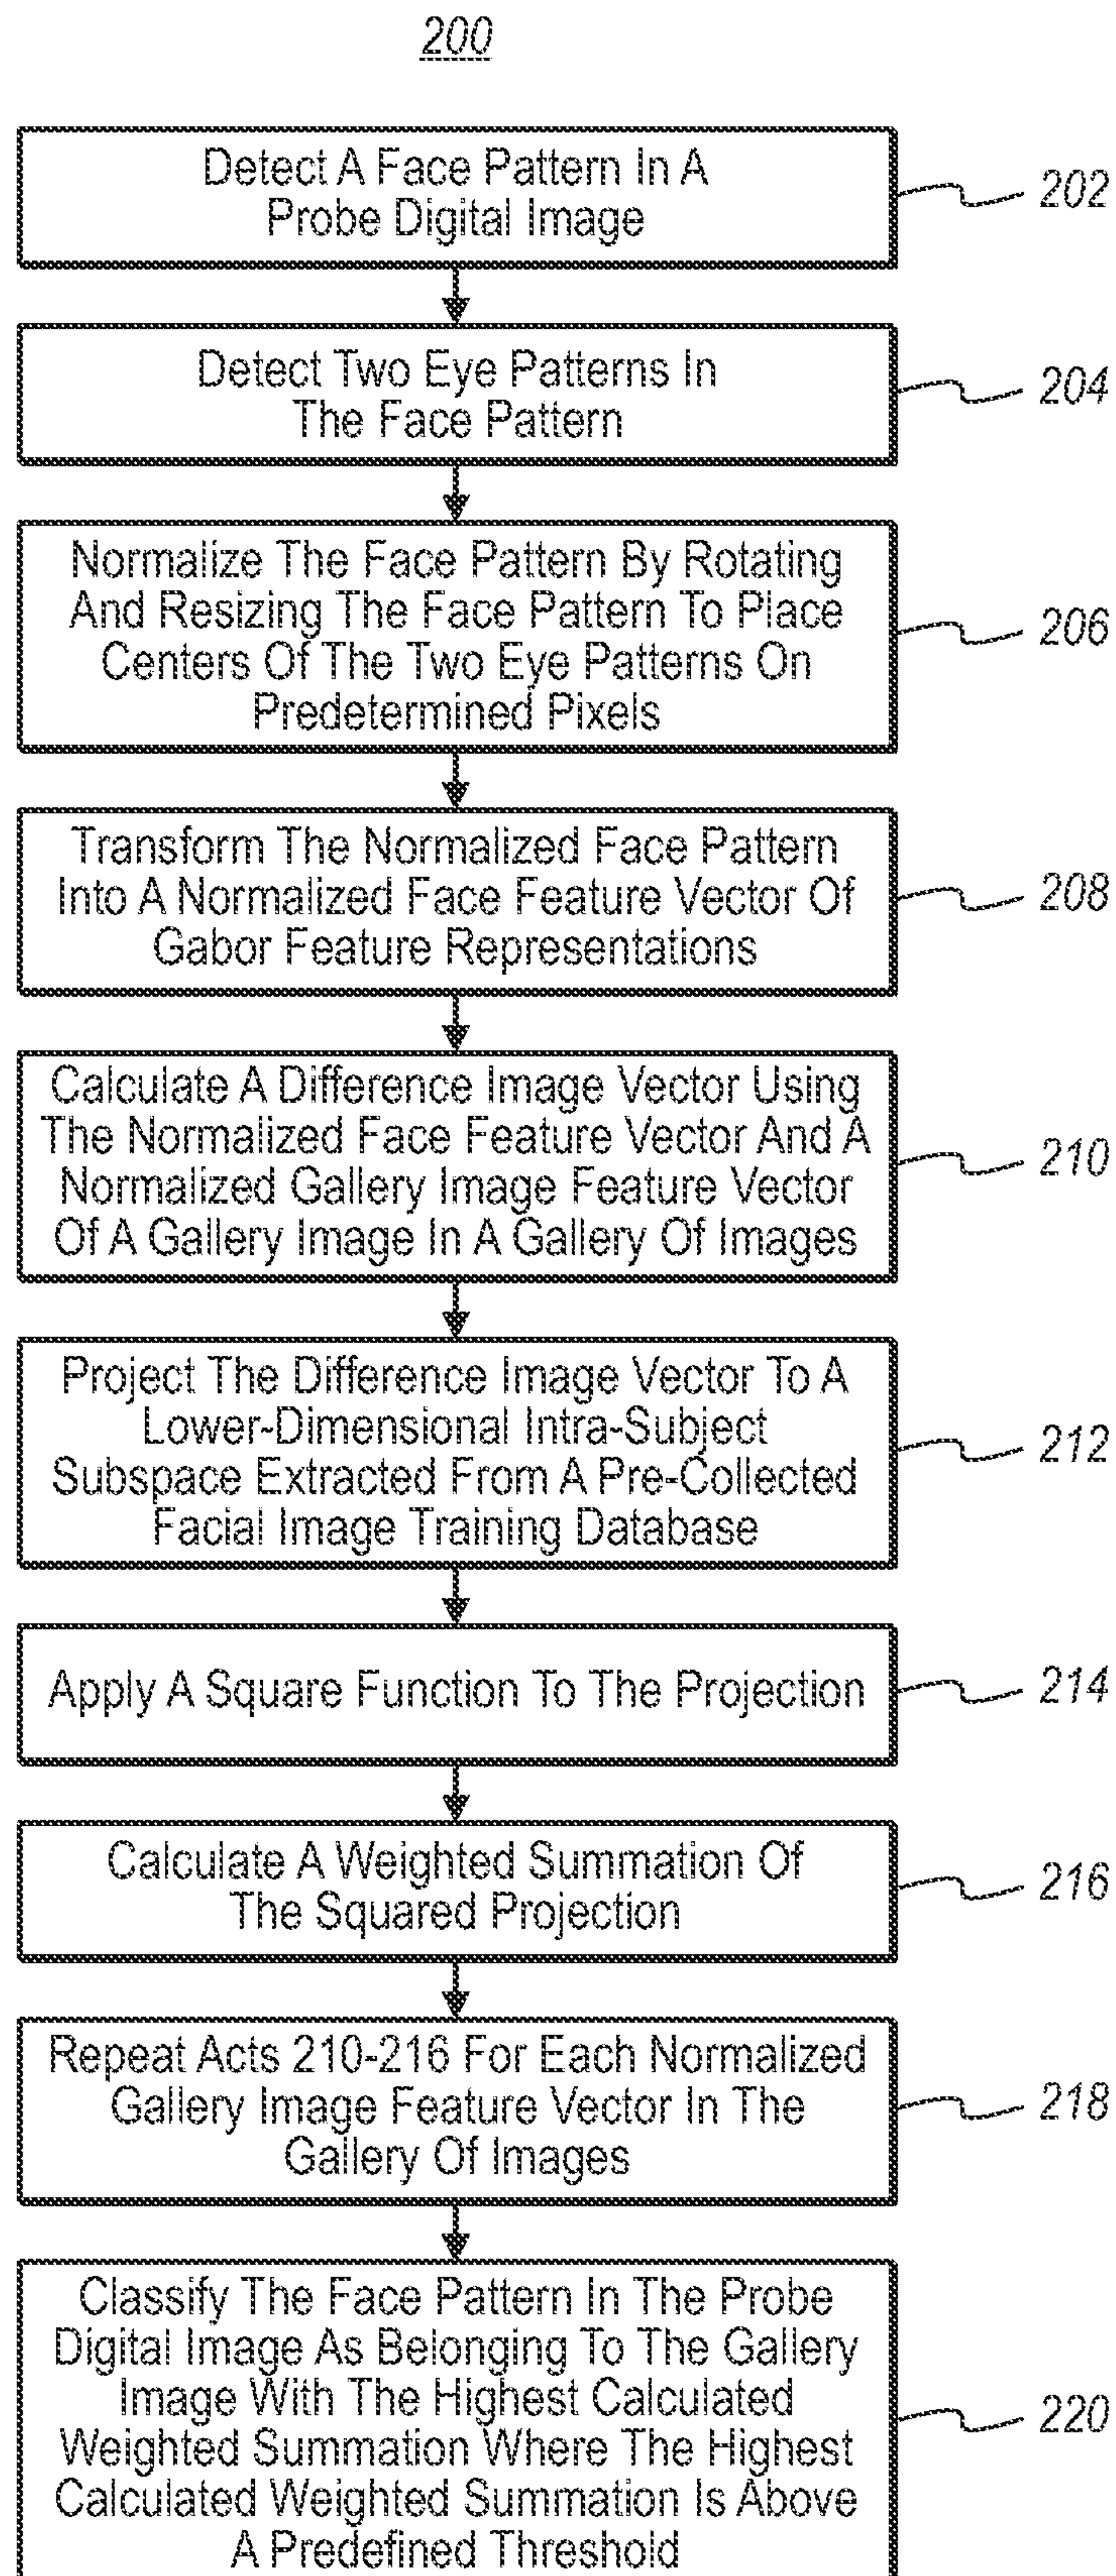 200
Detect A Face Pattern In A
Probe Digital Image
202
Detect Two Eye Patterns In
The Face Pattern
204
Normalize The Face Pattern By Rotating
And Resizing The Face Pattern To Place
Centers Of The Two Eye Patterns On
Predetermined Pixels
206
Transform The Normalized Face Pattern
Into A Normalized Face Feature Vector Of
Gabor Feature Representations
208
Calculate A Difference Image Vector Using
The Normalized Face Feature Vector And A
Normalized Gallery Image Feature Vector
Of A Gallery Image In A Gallery Of Images
210
Project The Difference Image Vector To A
Lower-Dimensional Intra-Subject
Subspace Extracted From A Pre-Collected
Facial Image Training Database
212
Apply A Square Function To The Projection
214
Calculate A Weighted Summation Of
The Squared Projection
216
Repeat Acts 210-216 For Each Normalized
Gallery Image Feature Vector In The
Gallery Of Images
218
Classify The Face Pattern In The Probe
Digital Image As Belonging To The Gallery
Image With The Highest Calculated
Weighted Summation Where The Highest
Calculated Weighted Summation Is Above
A Predefined Threshold
220